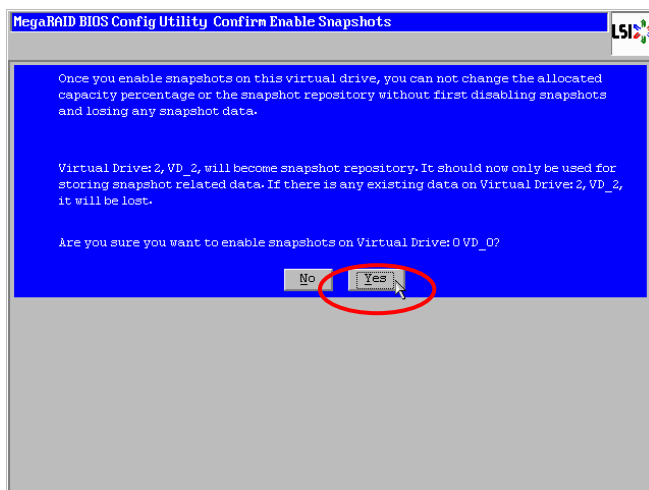 MegaRAID BIOS Config Utility Confirm Enable Snapshots
LSI
Once you enable snapshots on this virtual drive, you can not change the allocated
capacity percentage or the snapshot repository without first disabling snapshots
and losing any snapshot data.
Virtual Drive: 2, VD_2, will become snapshot repository. It should now only be used for
storing snapshot related data. If there is any existing data on Virtual Drive: 2, VD_2,
it will be lost.
Are you sure you want to enable snapshots on Virtual Drive: 0 VD_0?
No Yes